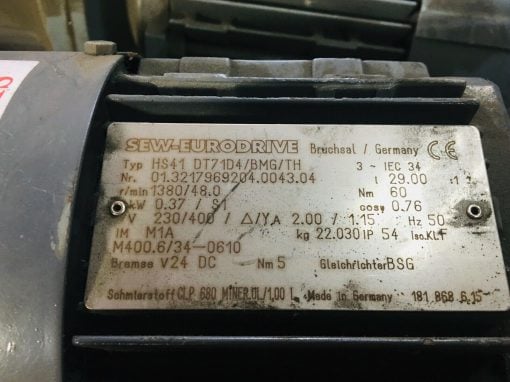 SEW-EURODRIVE Bruchsal / Germany
Typ HS41 DT71D4/BMG/TH 3 ~ IEC 34
Nr. 01.3217969204.0043.04 i 29.00 :1
r/min 1380/48.0 Nm 60
kW 0.37 / S1 cosφ 0.76
V 230/400 / Δ/Y A 2.00 / 1.15 Hz 50
IM M1A kg 22.030 IP 54 Iso.Kl.F
M400.6/34-0610
Bremse V24 DC Nm 5 Gleichrichter BSG
Schmierstoff CLP 680 MINER.ÖL/1,00 L Made in Germany 181 868 6.15